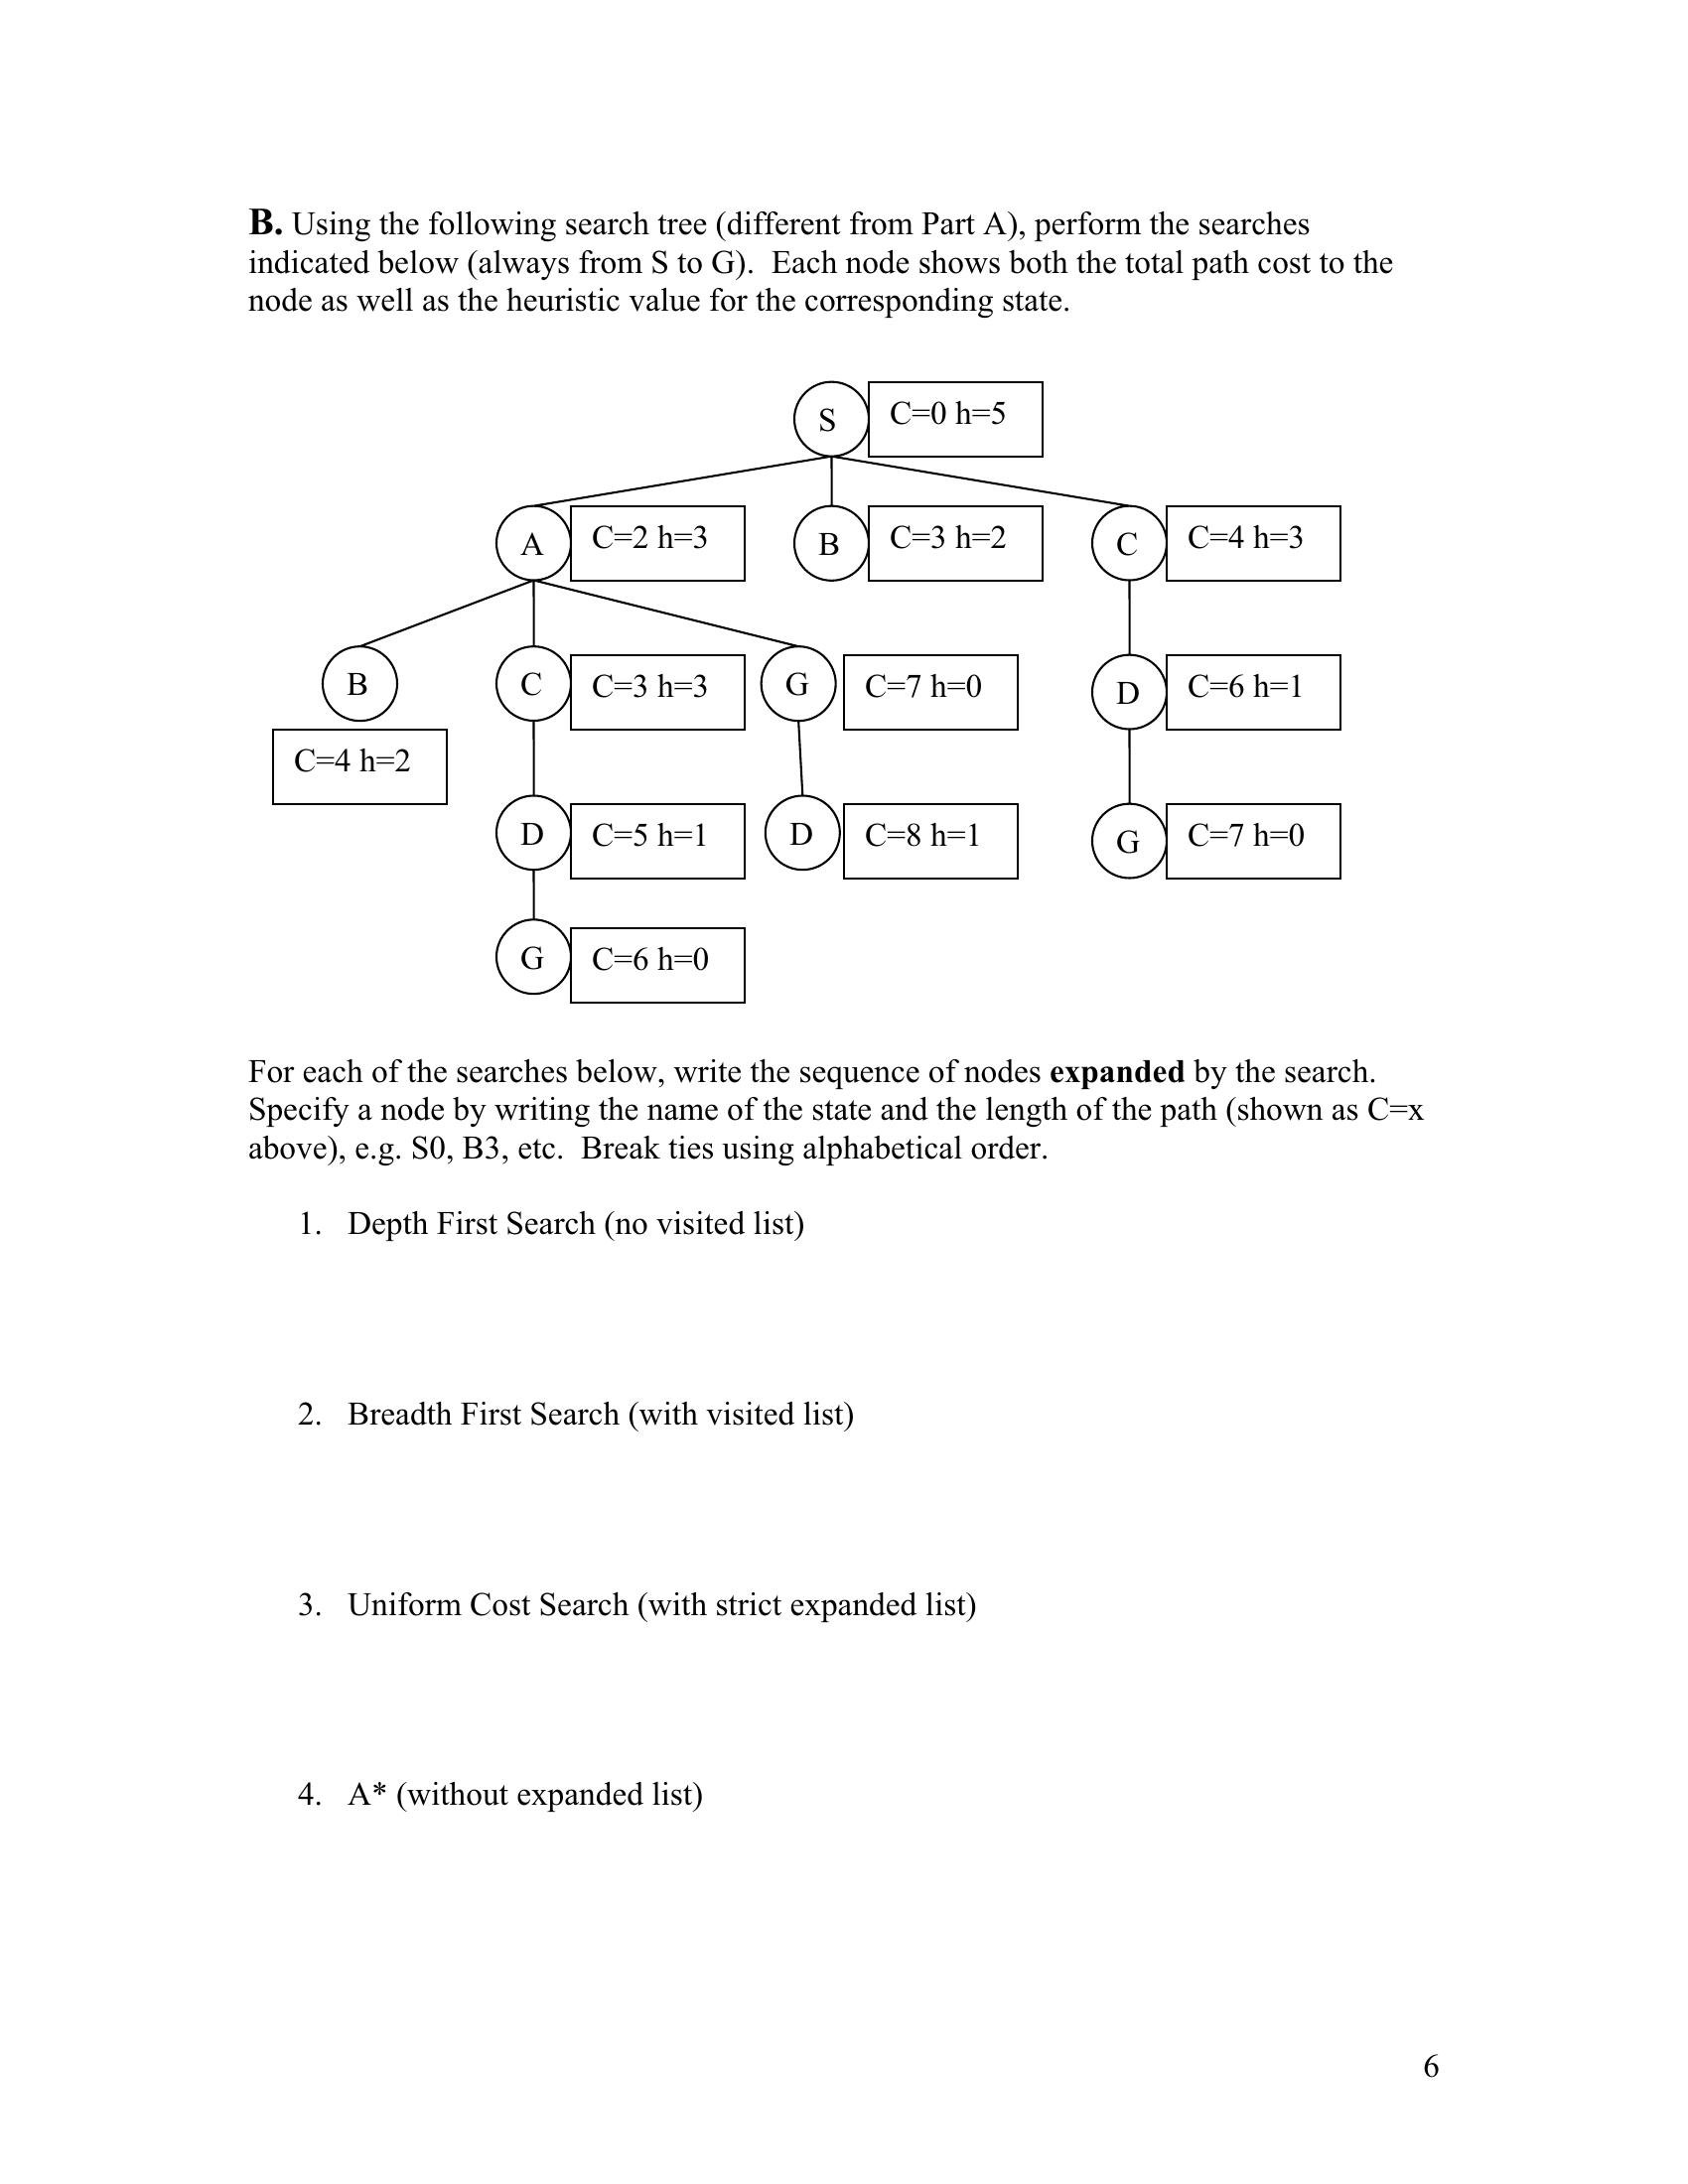 B. Using the following search tree (different from Part A), perform the searches
indicated below (always from S to G).  Each node shows both the total path cost to the
node as well as the heuristic value for the corresponding state.
S C=0 h=5
A C=2 h=3 B C=3 h=2 C C=4 h=3
B C C=3 h=3 G C=7 h=0 D C=6 h=1
C=4 h=2
D C=5 h=1 D C=8 h=1 G C=7 h=0
G C=6 h=0
For each of the searches below, write the sequence of nodes expanded by the search.
Specify a node by writing the name of the state and the length of the path (shown as C=x
above), e.g. S0, B3, etc.  Break ties using alphabetical order.
1. Depth First Search (no visited list)
2. Breadth First Search (with visited list)
3. Uniform Cost Search (with strict expanded list)
4. A* (without expanded list)
6